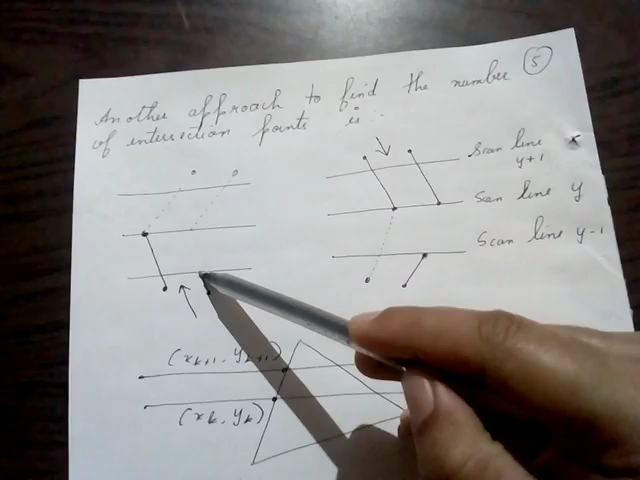 5
Another approach to find the number
of intersection points is :
Scan line
y+1
Scan line y
Scan line y-1
(xk+1, yk+1)
(xk, yk)